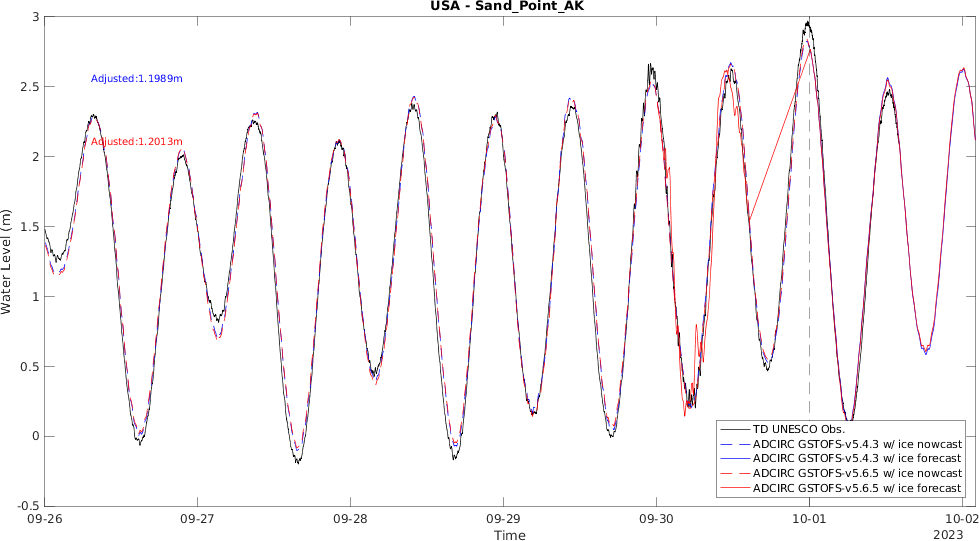 USA - Sand_Point_AK
3
Adjusted:1.1989m
2.5
Adjusted:1.2013m
2
1.5
Water Level (m)
1
0.5
0
-0.5
TD UNESCO Obs.
ADCIRC GSTOFS-v5.4.3 w/ ice nowcast
ADCIRC GSTOFS-v5.4.3 w/ ice forecast
ADCIRC GSTOFS-v5.6.5 w/ ice nowcast
ADCIRC GSTOFS-v5.6.5 w/ ice forecast
09-26 09-27 09-28 09-29 09-30 10-01 10-02
Time
2023